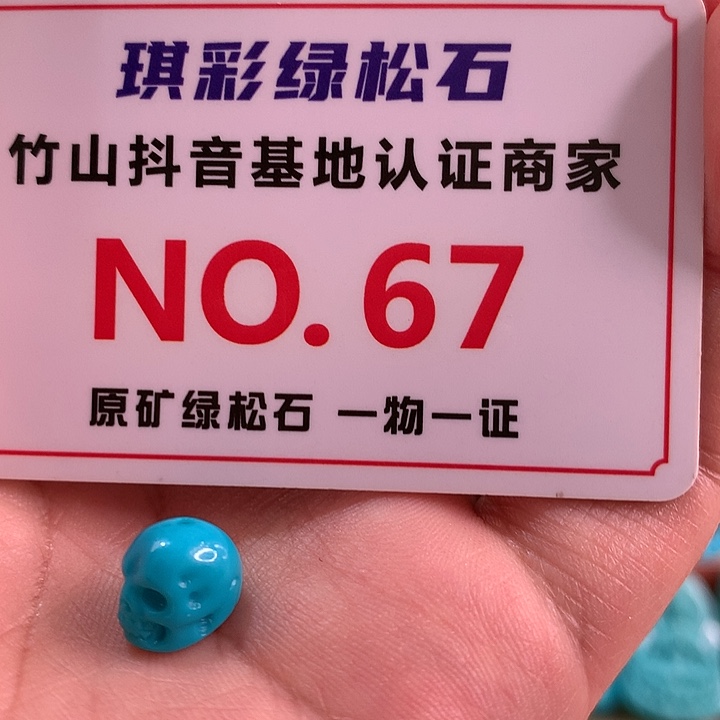 琪彩绿松石
竹山抖音基地认证商家
NO.67
原矿绿松石 一物一证